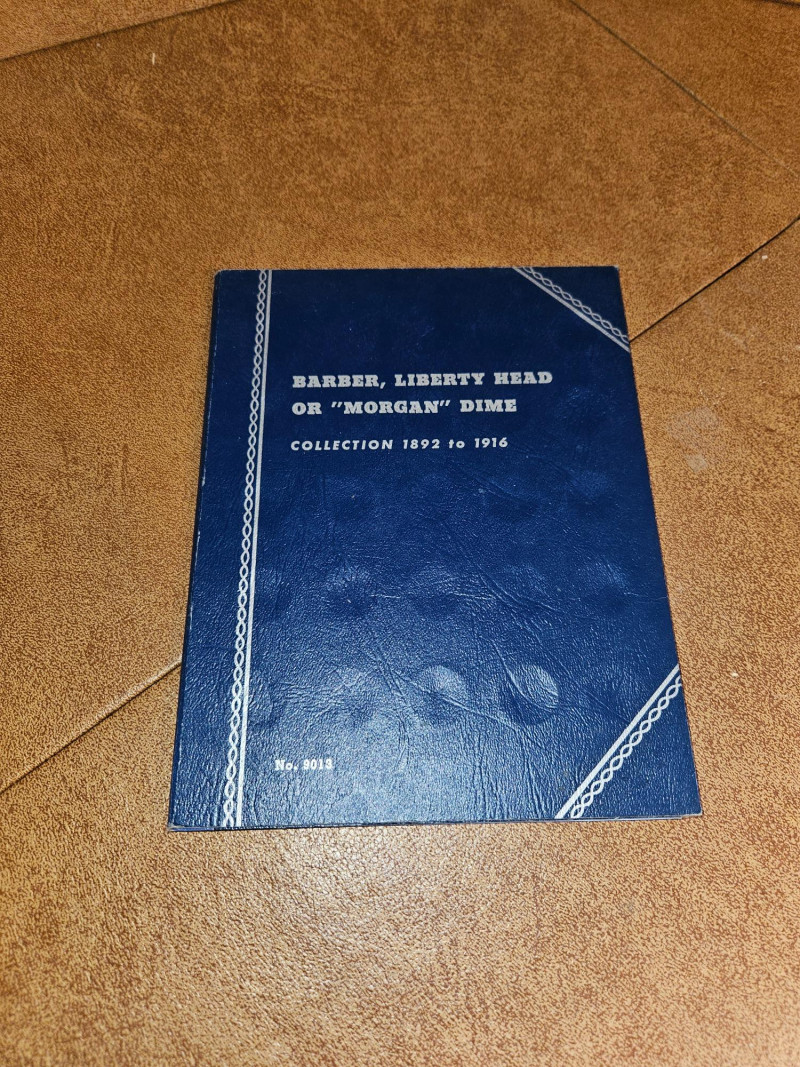 BARBER, LIBERTY HEAD
OR "MORGAN" DIME
COLLECTION 1892 to 1916
No. 9013